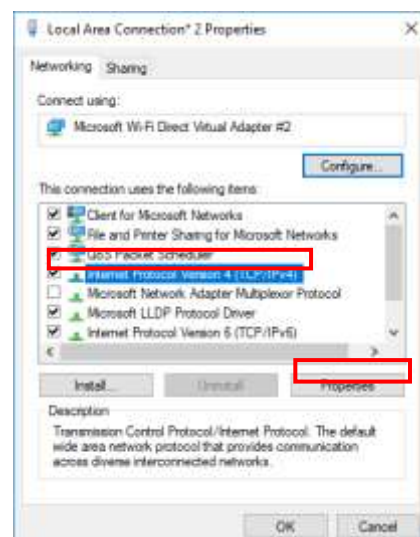 Local Area Connection* 2 Properties
Networking Sharing
Connect using:
Microsoft Wi-Fi Direct Virtual Adapter #2
Configure...
This connection uses the following items:
Client for Microsoft Networks
File and Printer Sharing for Microsoft Networks
QoS Packet Scheduler
Internet Protocol Version 4 (TCP/IPv4)
Microsoft Network Adapter Multiplexor Protocol
Microsoft LLDP Protocol Driver
Internet Protocol Version 6 (TCP/IPv6)
Install... Uninstall Properties
Description
Transmission Control Protocol/Internet Protocol. The default
wide area network protocol that provides communication
across diverse interconnected networks.
OK Cancel